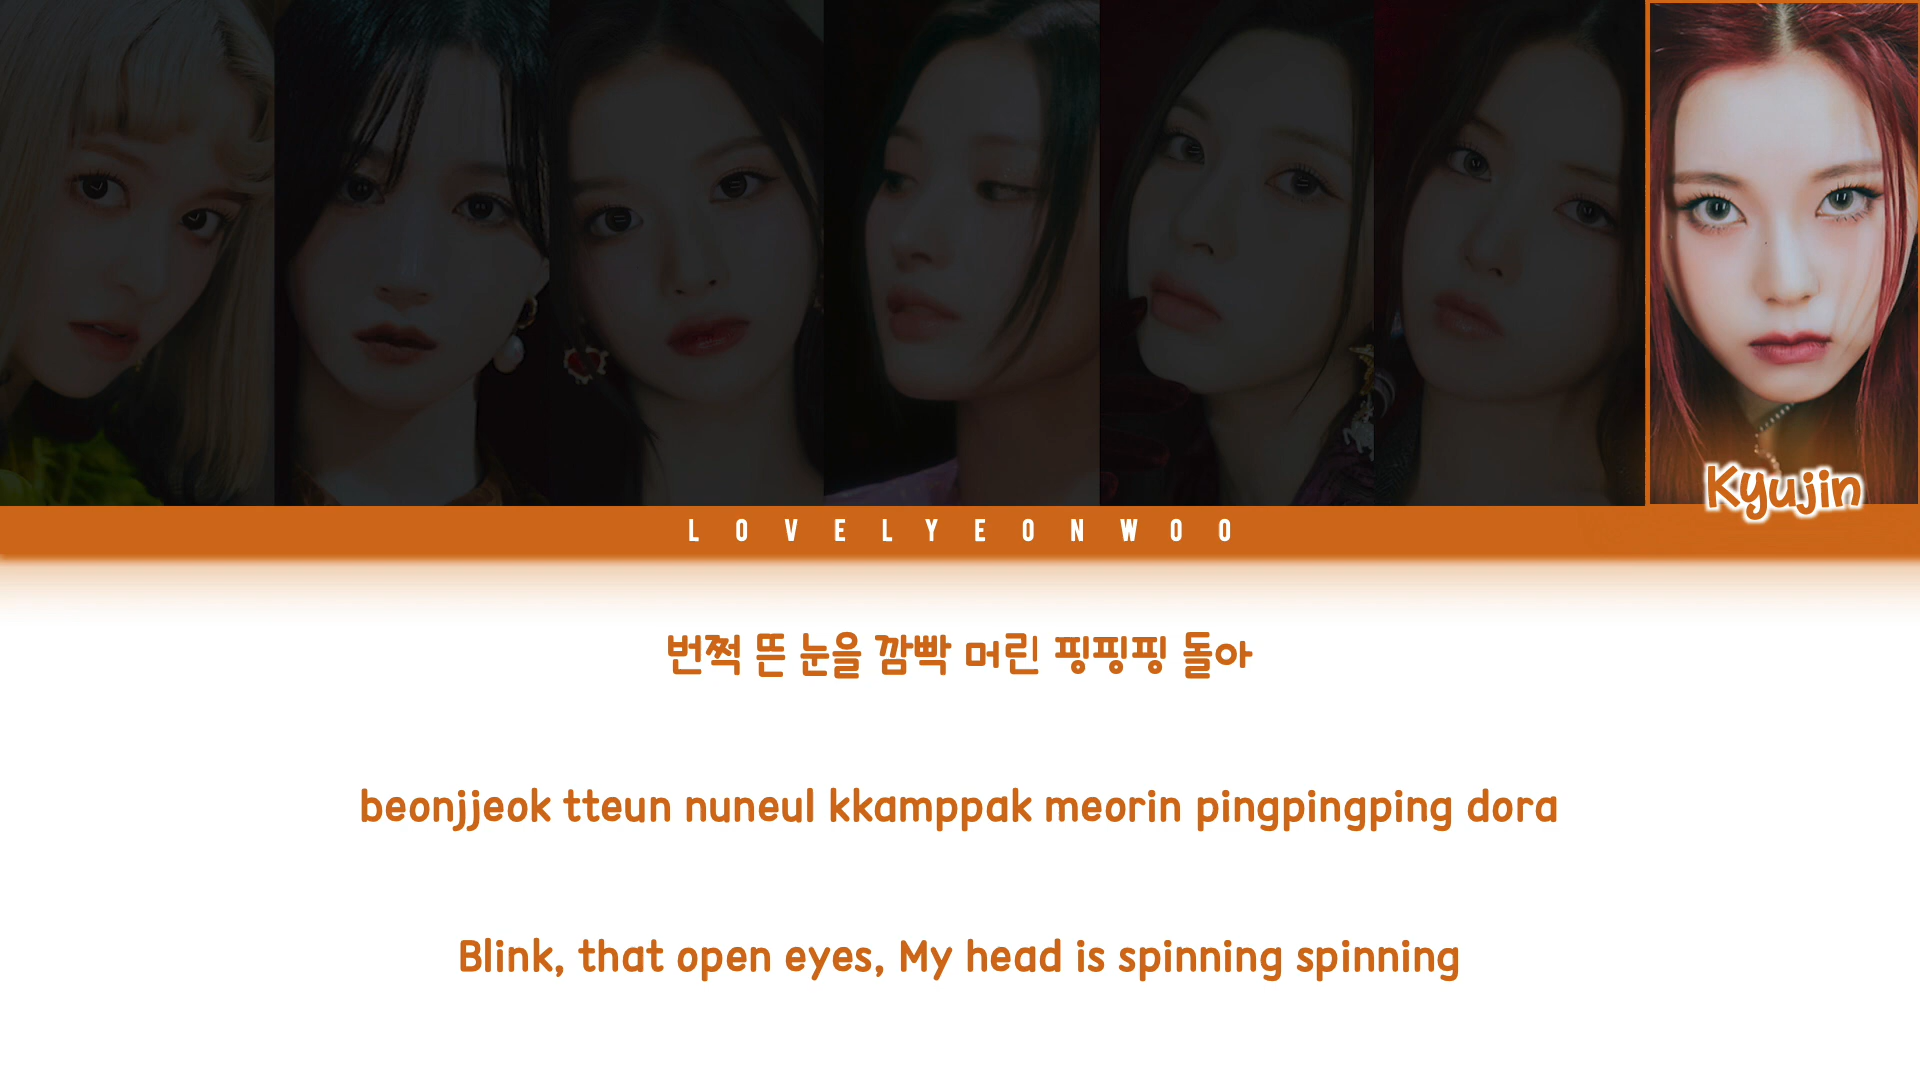 Kyujin
LOVELYEONWOO
번쩍 뜬 눈을 깜빡 머린 핑핑핑 돌아
beonjjeok tteun nuneul kkamppak meorin pingpingping dora
Blink, that open eyes, My head is spinning spinning